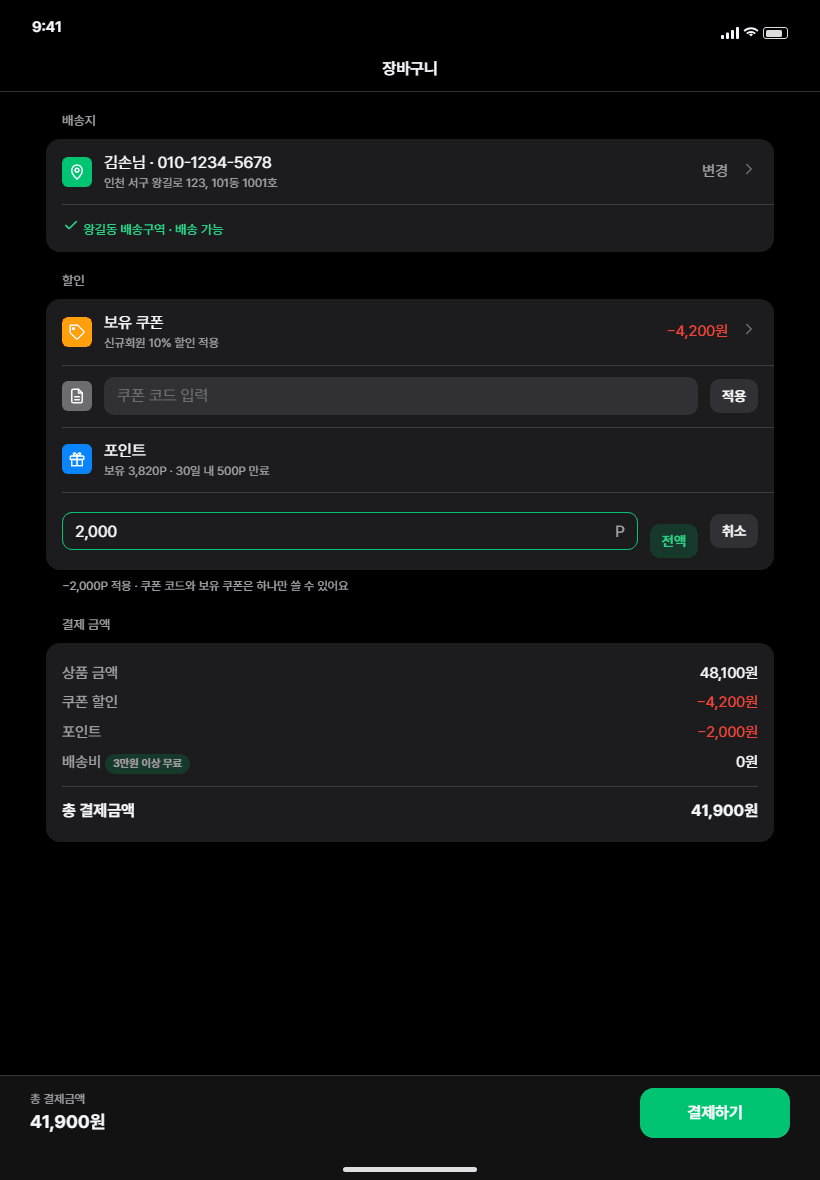 9:41
장바구니
배송지
김손님 · 010-1234-5678
인천 서구 왕길로 123, 101동 1001호
변경
왕길동 배송구역 · 배송 가능
할인
보유 쿠폰
신규회원 10% 할인 적용
−4,200원
쿠폰 코드 입력
적용
포인트
보유 3,820P · 30일 내 500P 만료
2,000
P
전액
취소
−2,000P 적용 · 쿠폰 코드와 보유 쿠폰은 하나만 쓸 수 있어요
결제 금액
상품 금액 48,100원
쿠폰 할인 −4,200원
포인트 −2,000원
배송비 3만원 이상 무료 0원
총 결제금액 41,900원
총 결제금액
41,900원
결제하기